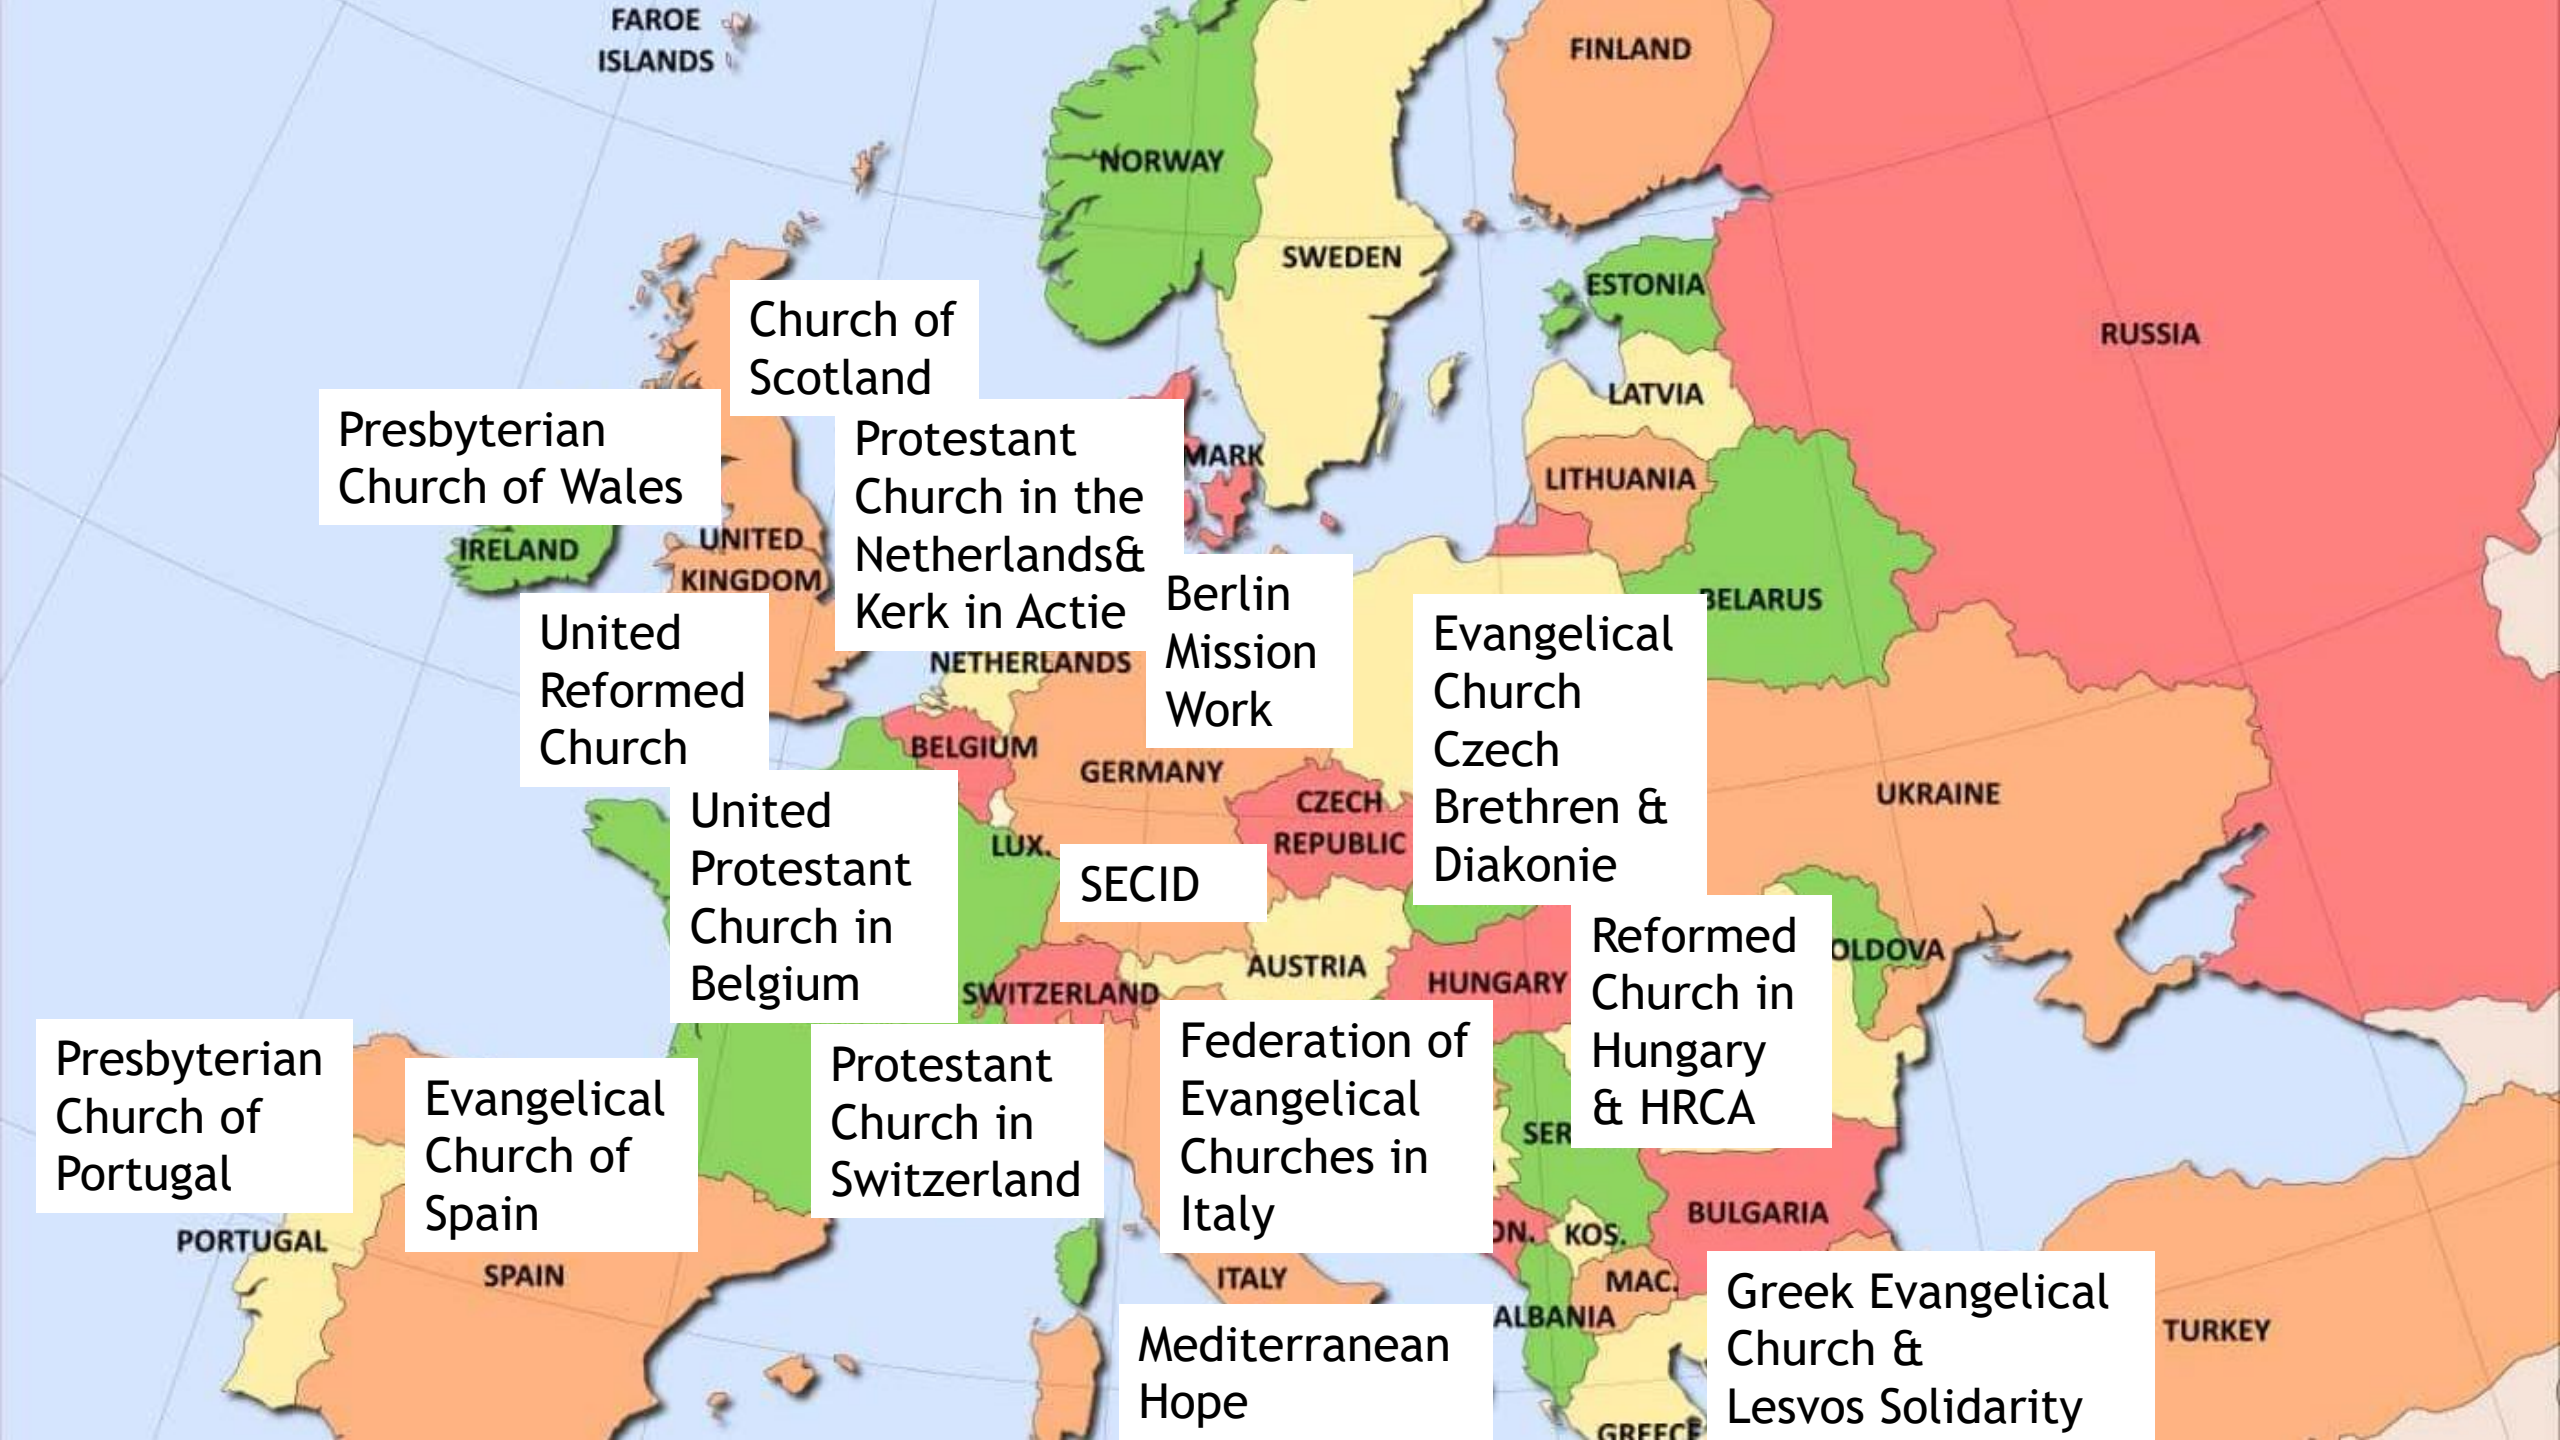 FAROE
ISLANDS
FINLAND
NORWAY
SWEDEN
ESTONIA
RUSSIA
Church of
Scotland
LATVIA
Presbyterian
Church of Wales
Protestant
Church in the
Netherlands&
Kerk in Actie
MARK
LITHUANIA
IRELAND
UNITED
KINGDOM
Berlin
Mission
Work
BELARUS
United
Reformed
Church
Evangelical
Church
Czech
Brethren &
Diakonie
NETHERLANDS
BELGIUM
GERMANY
CZECH
REPUBLIC
UKRAINE
United
Protestant
Church in
Belgium
LUX.
SECID
Reformed
Church in
Hungary
& HRCA
OLDOVA
AUSTRIA
HUNGARY
SWITZERLAND
Presbyterian
Church of
Portugal
Evangelical
Church of
Spain
Protestant
Church in
Switzerland
Federation of
Evangelical
Churches in
Italy
SER
BULGARIA
ON.
KOS.
PORTUGAL
SPAIN
ITALY
MAC.
ALBANIA
Greek Evangelical
Church &
Lesvos Solidarity
TURKEY
Mediterranean
Hope
GREECE